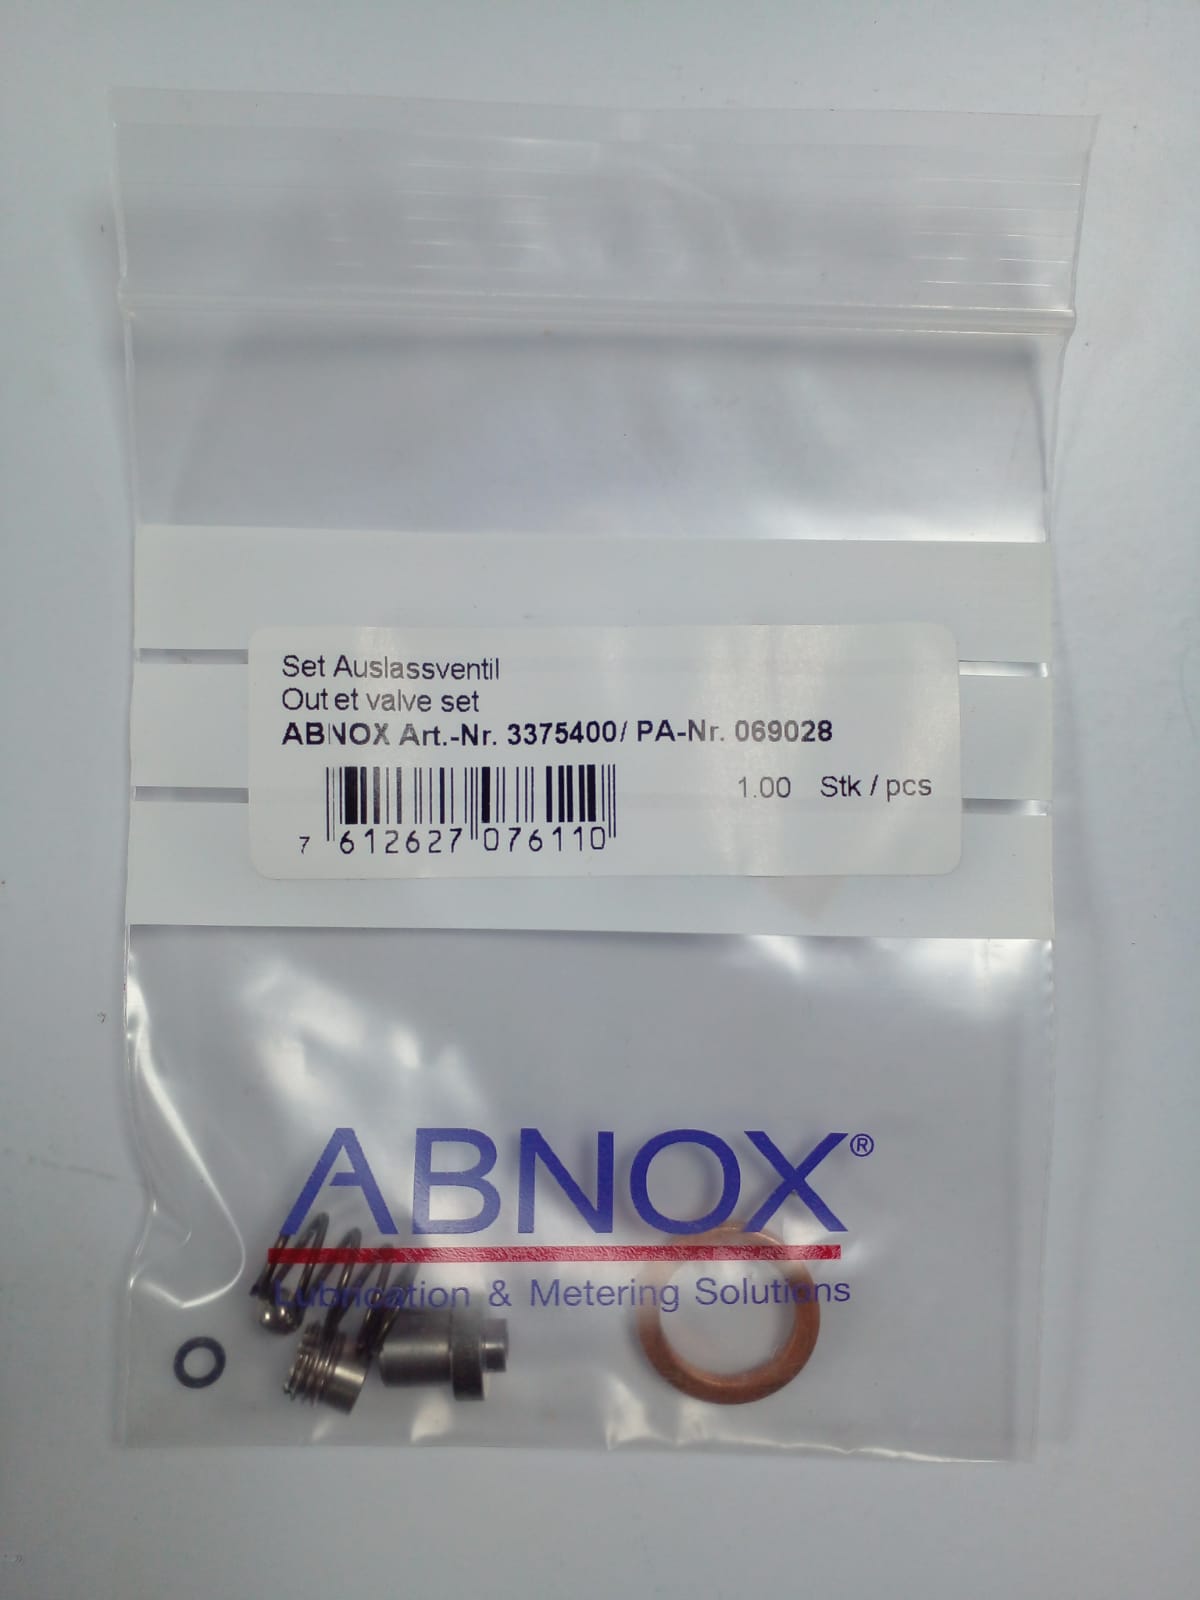 Set Auslassventil
Out et valve set
ABNOX Art.-Nr. 3375400/ PA-Nr. 069028
1.00 Stk / pcs
7 612627 076110
ABNOX®
Lubrication & Metering Solutions